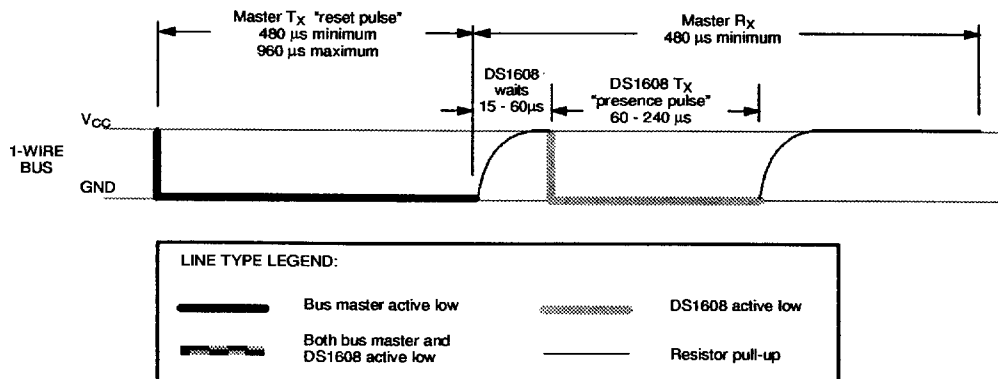 Master TX "reset pulse"
480 µs minimum
960 µs maximum
Master RX
480 µs minimum
DS1608
waits
15 - 60µs
DS1608 TX
"presence pulse"
60 - 240 µs
VCC
1-WIRE
BUS
GND
LINE TYPE LEGEND:
Bus master active low
DS1608 active low
Both bus master and
DS1608 active low
Resistor pull-up